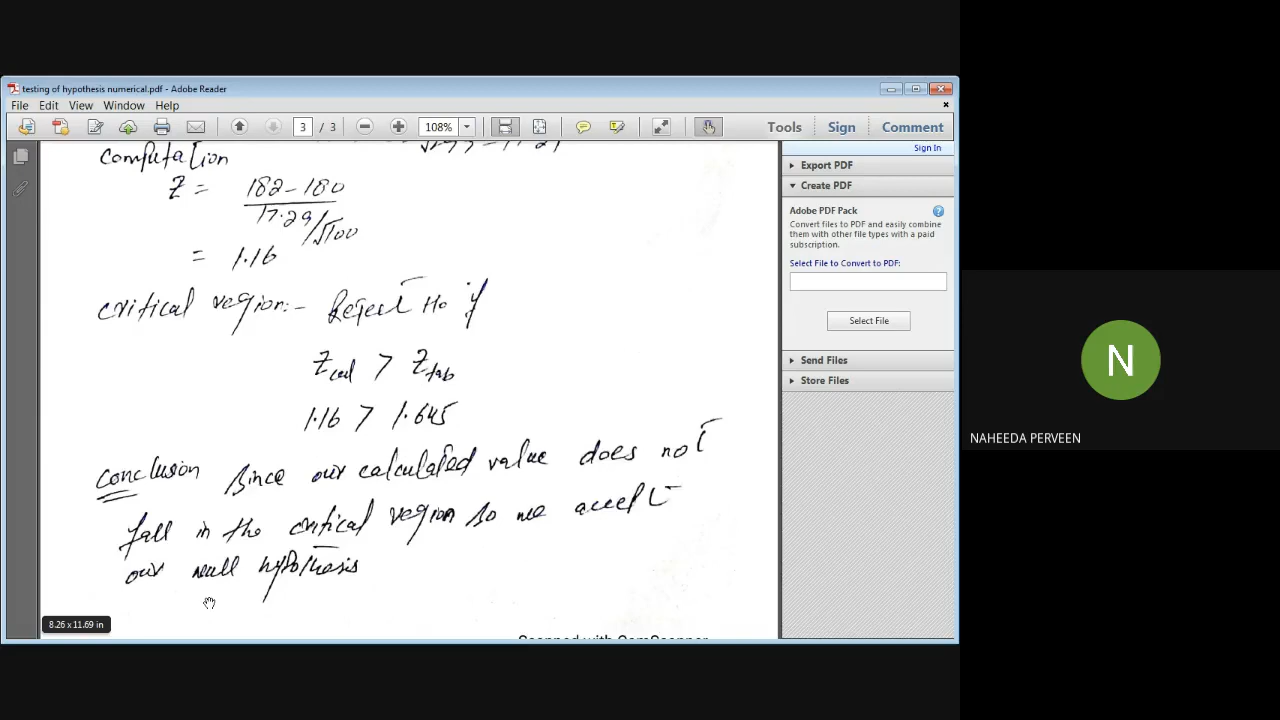 testing of hypothesis numerical.pdf - Adobe Reader
File Edit View Window Help
3 / 3 108% Tools Sign Comment
Sign In
Export PDF
Create PDF
Adobe PDF Pack
Convert files to PDF and easily combine
them with other file types with a paid
subscription.
Select File to Convert to PDF:
Select File
Send Files
Store Files
Computation
Z = 182 - 180
17.29/√100
= 1.16
Critical region:- Reject Ho if
Zcal > Ztab
1.16 > 1.645
Conclusion Since our calculated value does not
fall in the critical region so we accept
our null hypothesis
8.26 x 11.69 in
Scanned with CamScanner
N
NAHEEDA PERVEEN